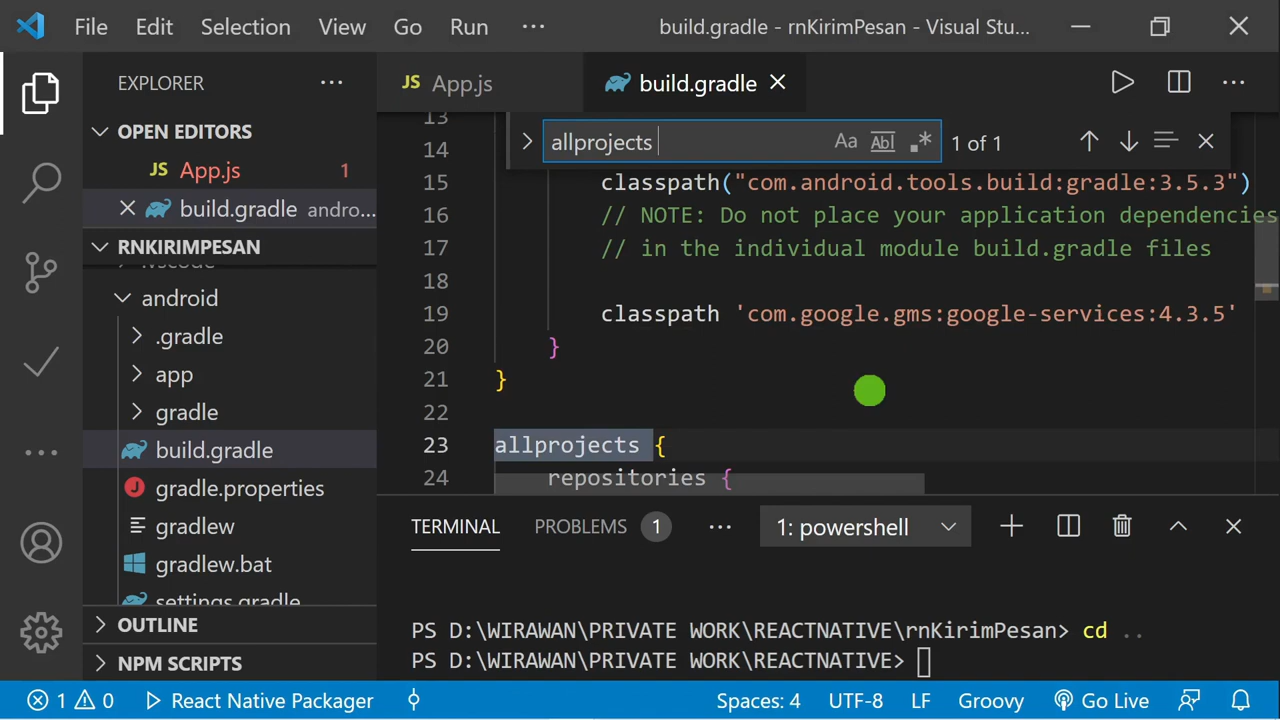 File Edit Selection View Go Run ··· build.gradle - rnKirimPesan - Visual Stu...
EXPLORER ···
OPEN EDITORS
JS App.js 1
build.gradle andro...
RNKIRIMPESAN
.vscode
android
.gradle
app
gradle
build.gradle
gradle.properties
gradlew
gradlew.bat
settings.gradle
OUTLINE
NPM SCRIPTS
JS App.js
build.gradle
allprojects Aa Abl .* 1 of 1
13
14
15 classpath("com.android.tools.build:gradle:3.5.3")
16 // NOTE: Do not place your application dependencies
17 // in the individual module build.gradle files
18
19 classpath 'com.google.gms:google-services:4.3.5'
20 }
21 }
22
23 allprojects {
24 repositories {
TERMINAL PROBLEMS 1 ··· 1: powershell
PS D:\WIRAWAN\PRIVATE WORK\REACTNATIVE\rnKirimPesan> cd ..
PS D:\WIRAWAN\PRIVATE WORK\REACTNATIVE>
1 0 React Native Packager Spaces: 4 UTF-8 LF Groovy Go Live